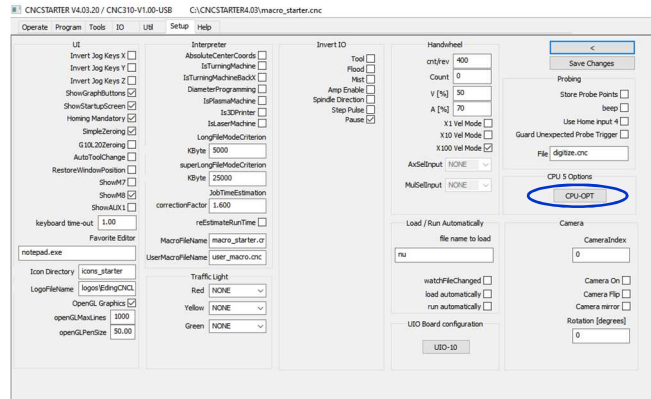 CNCSTARTER V4.03.20 / CNC310-V1.00-USB C:\CNCSTARTER4.03\macro_starter.cnc
Operate Program Tools IO Util Setup Help
UI
Invert Jog Keys X
Invert Jog Keys Y
Invert Jog Keys Z
ShowGraphButtons
ShowStartupScreen
Homing Mandatory
SimpleZeroing
G10L20Zeroing
AutoToolChange
RestoreWindowPosition
ShowM7
ShowM8
ShowAUX1
keyboard time-out 1.00
Favorite Editor
notepad.exe
Icon Directory icons_starter
LogoFileName logos\EdingCNCL
OpenGL Graphics
openGLMaxLines 1000
openGLPenSize 50.00
Interpreter
AbsoluteCenterCoords
IsTurningMachine
IsTurningMachineBackX
DiameterProgramming
IsPlasmaMachine
Is3DPrinter
IsLaserMachine
LongFileModeCriterion
KByte 5000
superLongFileModeCriterion
KByte 25000
JobTimeEstimation
correctionFactor 1.600
reEstimateRunTime
MacroFileName macro_starter.cr
UserMacroFileName user_macro.cnc
Traffic Light
Red NONE
Yellow NONE
Green NONE
Invert IO
Tool
Flood
Mist
Amp Enable
Spindle Direction
Step Pulse
Pause
Handwheel
cnt/rev 400
Count 0
V [%] 50
A [%] 70
X1 Vel Mode
X10 Vel Mode
X100 Vel Mode
AxSelInput NONE
MulSelInput NONE
Load / Run Automatically
file name to load
nu
watchFileChanged
load automatically
run automatically
UIO Board configuration
UIO-10
<
Save Changes
Probing
Store Probe Points
beep
Use Home input 4
Guard Unexpected Probe Trigger
File digitize.cnc
CPU 5 Options
CPU-OPT
Camera
CameraIndex
0
Camera On
Camera Flip
Camera mirror
Rotation [degrees]
0